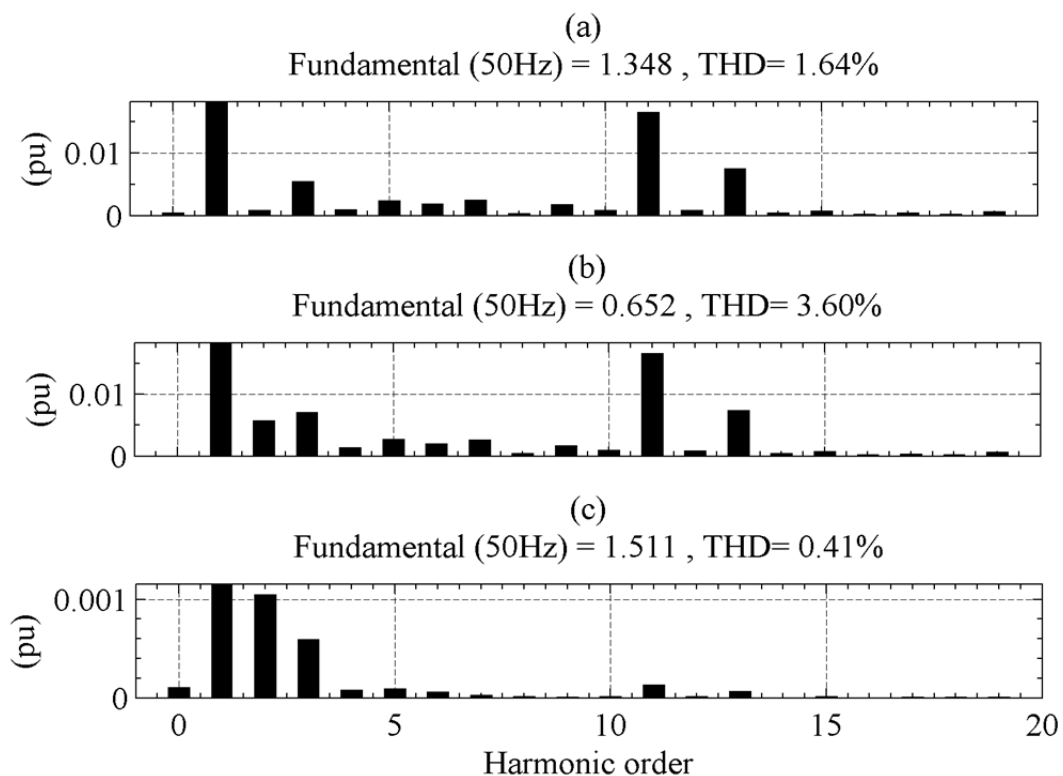 (a)
Fundamental (50Hz) = 1.348 , THD= 1.64%
0.01
0
(pu)
(b)
Fundamental (50Hz) = 0.652 , THD= 3.60%
0.01
0
(pu)
(c)
Fundamental (50Hz) = 1.511 , THD= 0.41%
0.001
0
(pu)
0 5 10 15 20
Harmonic order